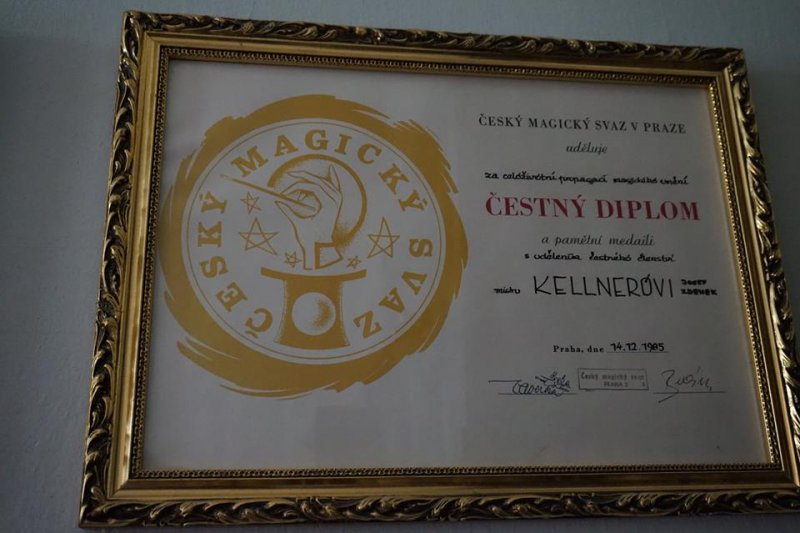 ČESKÝ MAGICKÝ SVAZ
ČESKÝ MAGICKÝ SVAZ V PRAZE
uděluje
za celoživotní propagaci magického umění
ČESTNÝ DIPLOM
a pamětní medaili
s udělením čestného členství
mistru KELLNEROVI JOSEF
ZDENEK
Praha, dne 14.12.1985
Český magický svaz
PRAHA